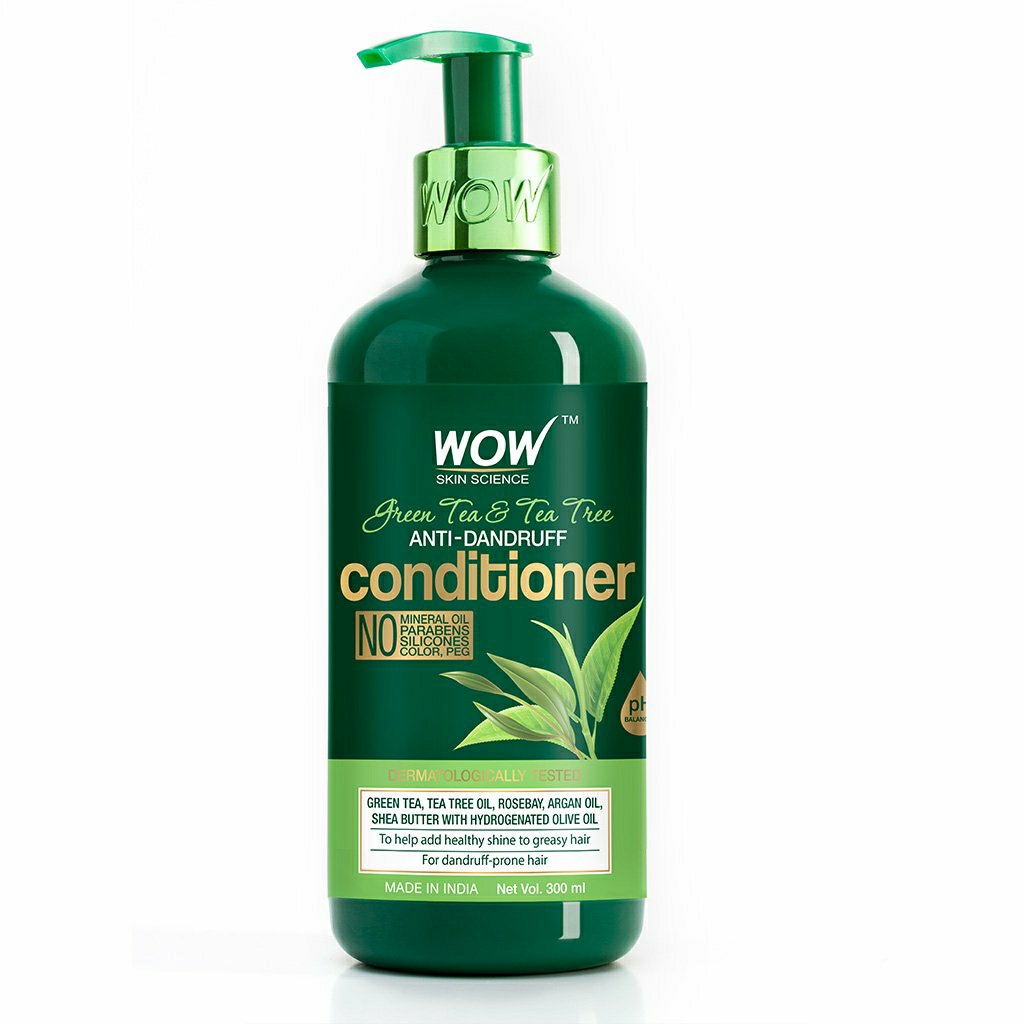 WOW
WOW™
SKIN SCIENCE
Green Tea & Tea Tree
ANTI-DANDRUFF
conditioner
NO MINERAL OIL
PARABENS
SILICONES
COLOR, PEG
DERMATOLOGICALLY TESTED
GREEN TEA, TEA TREE OIL, ROSEBAY, ARGAN OIL,
SHEA BUTTER WITH HYDROGENATED OLIVE OIL
To help add healthy shine to greasy hair
For dandruff-prone hair
MADE IN INDIA Net Vol. 300 ml